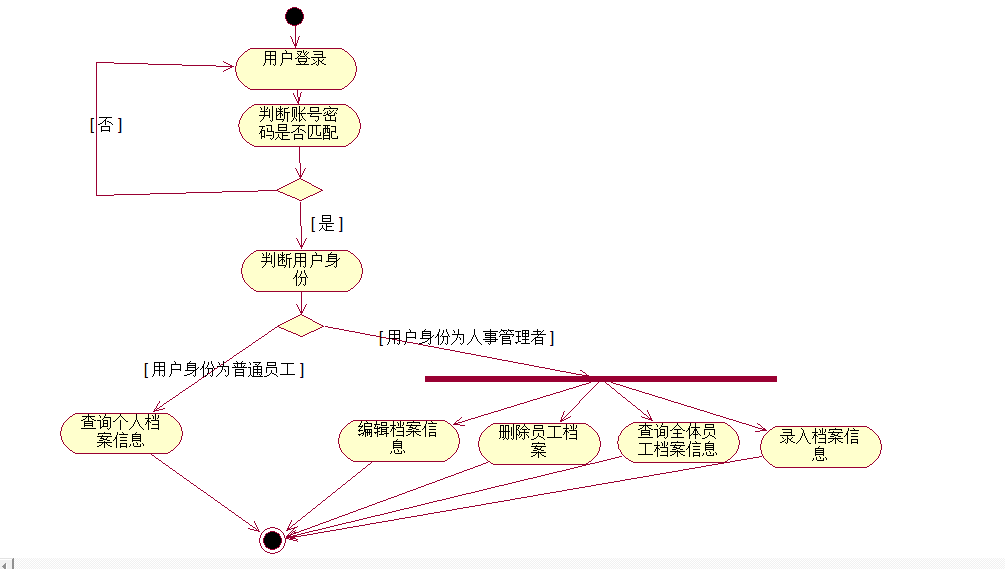 用户登录
判断账号密
码是否匹配
[ 否 ]
[ 是 ]
判断用户身
份
[ 用户身份为人事管理者 ]
[ 用户身份为普通员工 ]
查询个人档
案信息
编辑档案信
息
删除员工档
案
查询全体员
工档案信息
录入档案信
息